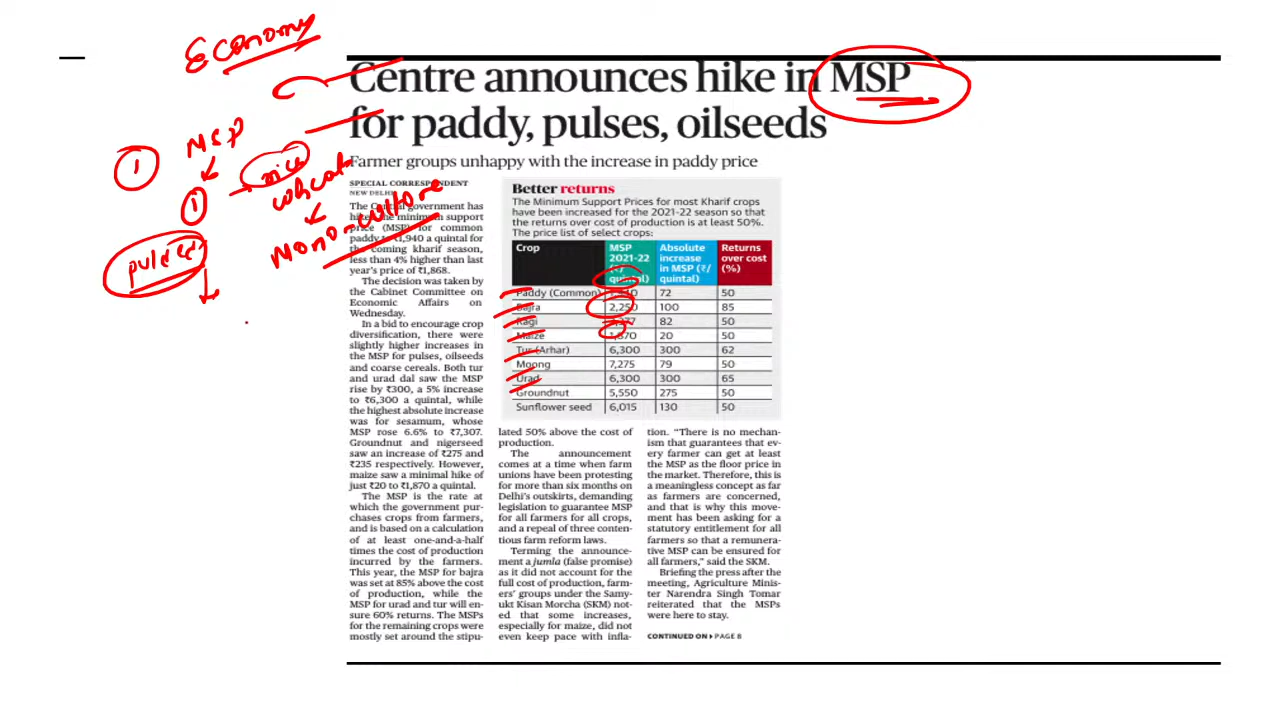 Economy
MSP
1
1
rice
wheat
Mono-culture
pulses
Centre announces hike in MSP
for paddy, pulses, oilseeds
Farmer groups unhappy with the increase in paddy price
SPECIAL CORRESPONDENT
NEW DELHI
The Central government has
hiked the minimum support
price (MSP) for common
paddy to ₹1,940 a quintal for
the coming kharif season,
less than 4% higher than last
year's price of ₹1,868.
The decision was taken by
the Cabinet Committee on
Economic Affairs on
Wednesday.
In a bid to encourage crop
diversification, there were
slightly higher increases in
the MSP for pulses, oilseeds
and coarse cereals. Both tur
and urad dal saw the MSP
rise by ₹300, a 5% increase
to ₹6,300 a quintal, while
the highest absolute increase
was for sesamum, whose
MSP rose 6.6% to ₹7,307.
Groundnut and nigerseed
saw an increase of ₹275 and
₹235 respectively. However,
maize saw a minimal hike of
just ₹20 to ₹1,870 a quintal.
The MSP is the rate at
which the government pur-
chases crops from farmers,
and is based on a calculation
of at least one-and-a-half
times the cost of production
incurred by the farmers.
This year, the MSP for bajra
was set at 85% above the cost
of production, while the
MSP for urad and tur will en-
sure 60% returns. The MSPs
for the remaining crops were
mostly set around the stipu-
Better returns
The Minimum Support Prices for most Kharif crops
have been increased for the 2021-22 season so that
the returns over cost of production is at least 50%.
The price list of select crops:
Crop MSP 2021-22 (₹/ quintal) Absolute increase in MSP (₹/ quintal) Returns over cost (%)
Paddy (Common) 72 50
Bajra 2,250 100 85
Ragi 82 50
Maize 1,870 20 50
Tur (Arhar) 6,300 300 62
Moong 7,275 79 50
Urad 6,300 300 65
Groundnut 5,550 275 50
Sunflower seed 6,015 130 50
lated 50% above the cost of
production.
The announcement
comes at a time when farm
unions have been protesting
for more than six months on
Delhi's outskirts, demanding
legislation to guarantee MSP
for all farmers for all crops,
and a repeal of three conten-
tious farm reform laws.
Terming the announce-
ment a jumla (false promise)
as it did not account for the
full cost of production, farm-
ers' groups under the Samy-
ukt Kisan Morcha (SKM) not-
ed that some increases,
especially for maize, did not
even keep pace with infla-
tion. “There is no mechan-
ism that guarantees that ev-
ery farmer can get at least
the MSP as the floor price in
the market. Therefore, this is
a meaningless concept as far
as farmers are concerned,
and that is why this move-
ment has been asking for a
statutory entitlement for all
farmers so that a remunera-
tive MSP can be ensured for
all farmers,” said the SKM.
Briefing the press after the
meeting, Agriculture Minis-
ter Narendra Singh Tomar
reiterated that the MSPs
were here to stay.
CONTINUED ON ▸ PAGE 8